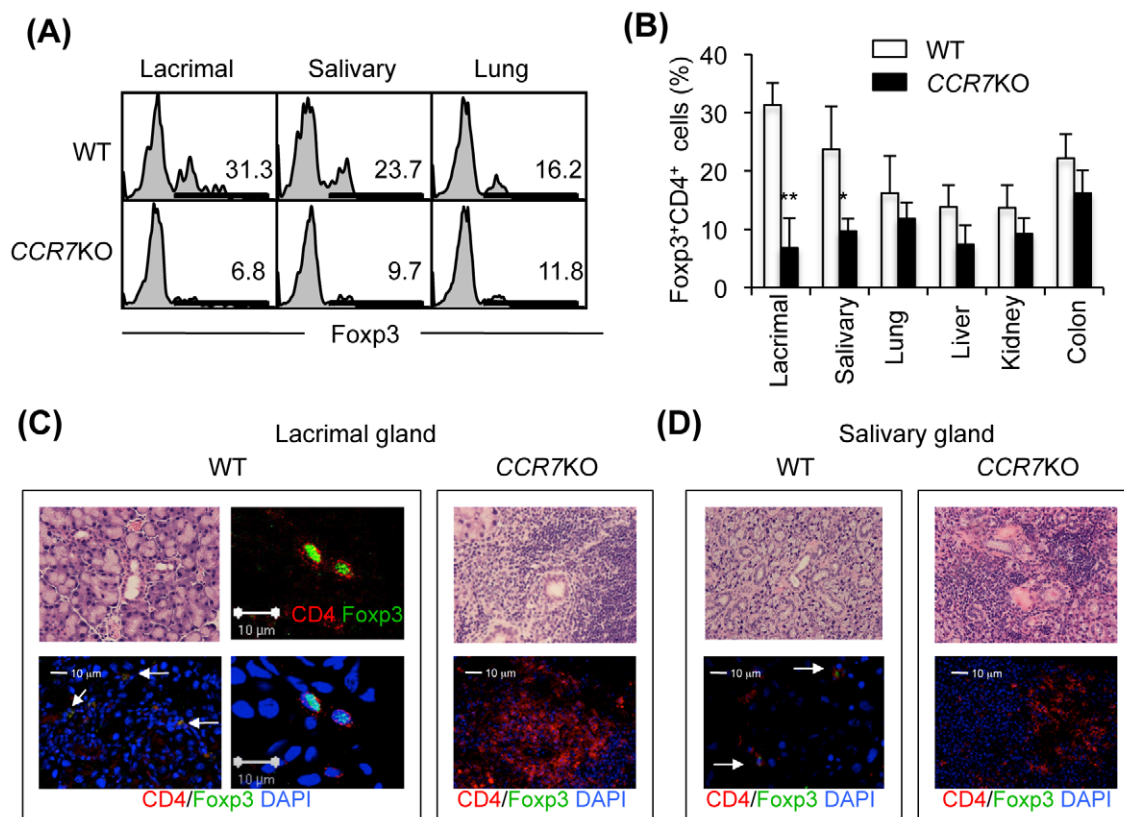 (A)
Lacrimal Salivary Lung
WT
31.3 23.7 16.2
CCR7KO
6.8 9.7 11.8
Foxp3
(B)
WT
CCR7KO
Foxp3⁺CD4⁺ cells (%)
40
30
20
10
0
** *
Lacrimal Salivary Lung Liver Kidney Colon
(C)
Lacrimal gland
WT CCR7KO
CD4 Foxp3
10 µm
10 µm
10 µm
10 µm
CD4/Foxp3 DAPI CD4/Foxp3 DAPI
(D)
Salivary gland
WT CCR7KO
10 µm
10 µm
CD4/Foxp3 DAPI CD4/Foxp3 DAPI